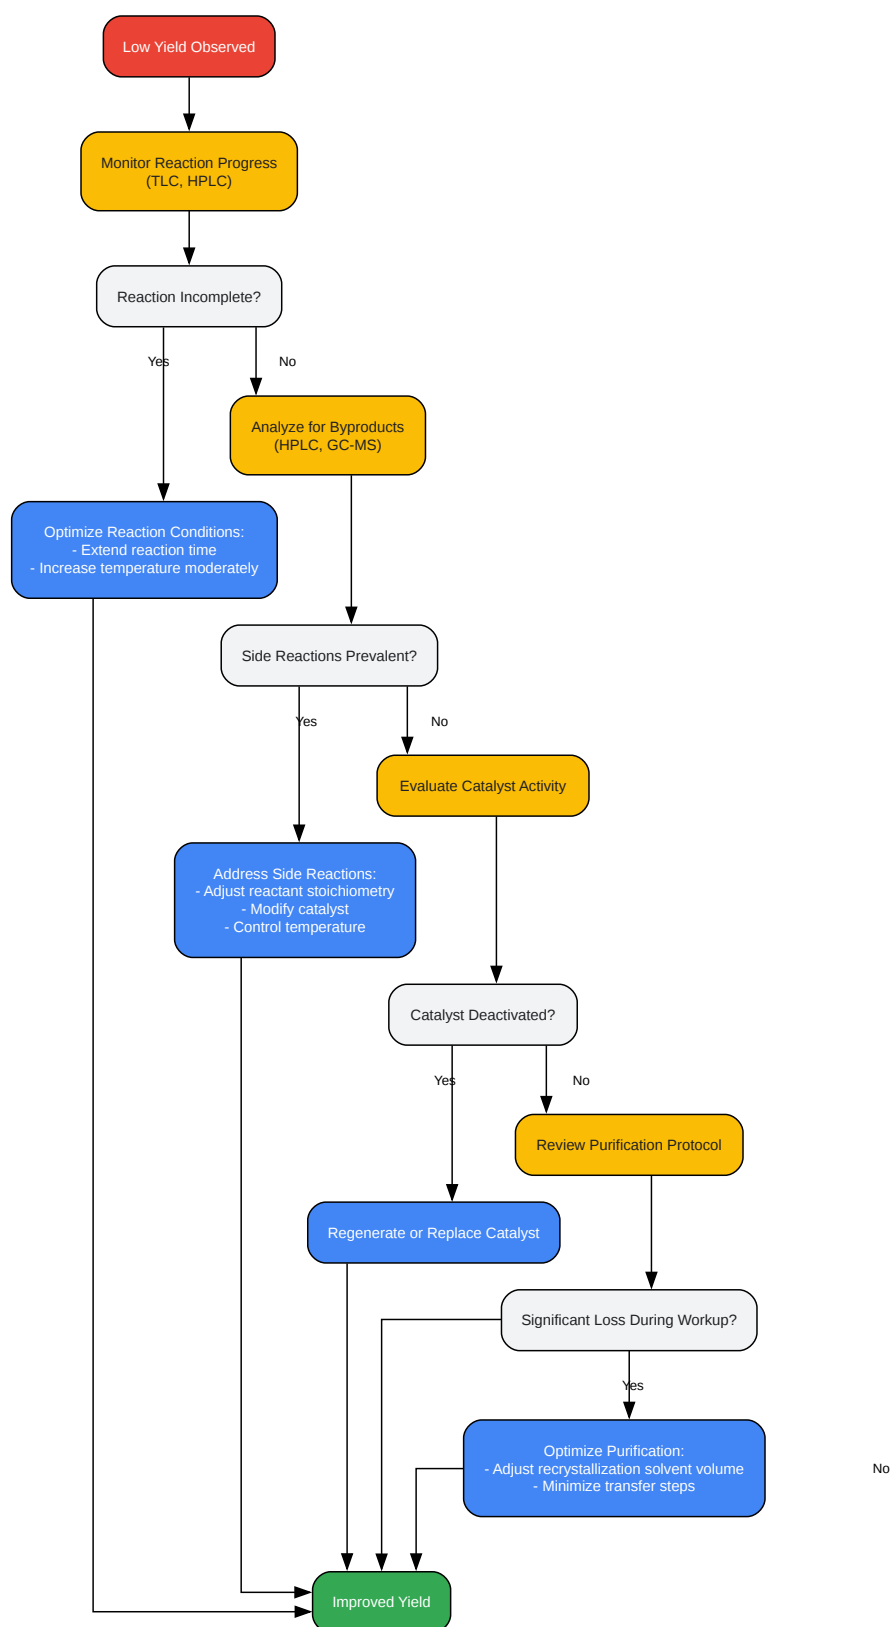 Low Yield Observed
Monitor Reaction Progress
(TLC, HPLC)
Reaction Incomplete?
Yes
No
Analyze for Byproducts
(HPLC, GC-MS)
Optimize Reaction Conditions:
- Extend reaction time
- Increase temperature moderately
Side Reactions Prevalent?
Yes
No
Evaluate Catalyst Activity
Address Side Reactions:
- Adjust reactant stoichiometry
- Modify catalyst
- Control temperature
Catalyst Deactivated?
Yes
No
Review Purification Protocol
Regenerate or Replace Catalyst
Significant Loss During Workup?
Yes
Optimize Purification:
- Adjust recrystallization solvent volume
- Minimize transfer steps
No
Improved Yield